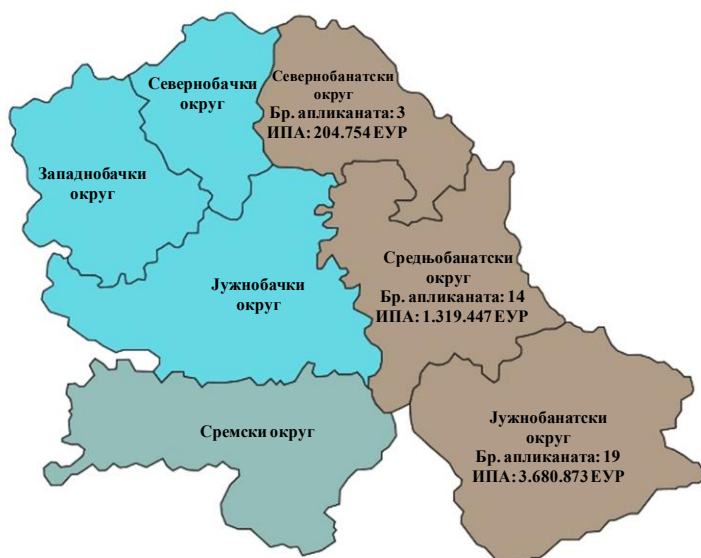 Севернобачки
округ
Севернобанатски
округ
Бр. апликаната: 3
ИПА: 204.754 ЕУР
Западнобачки
округ
Средњобанатски
округ
Бр. апликаната: 14
ИПА: 1.319.447 ЕУР
Јужнобачки
округ
Сремски округ
Јужнобанатски
округ
Бр. апликаната: 19
ИПА: 3.680.873 ЕУР